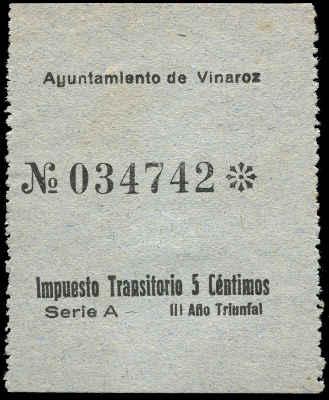 Ayuntamiento de Vinaroz
№ 034742 *
Impuesto Transitorio 5 Céntimos
Serie A — III Año Triunfal